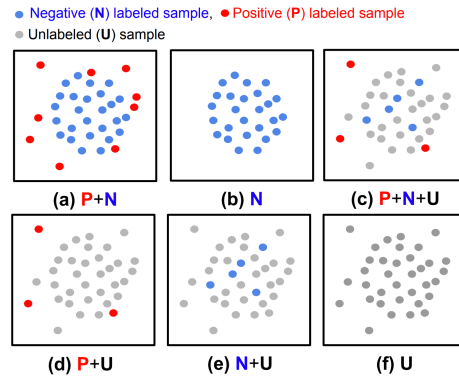 Negative (N) labeled sample, Positive (P) labeled sample
Unlabeled (U) sample
(a) P+N
(b) N
(c) P+N+U
(d) P+U
(e) N+U
(f) U